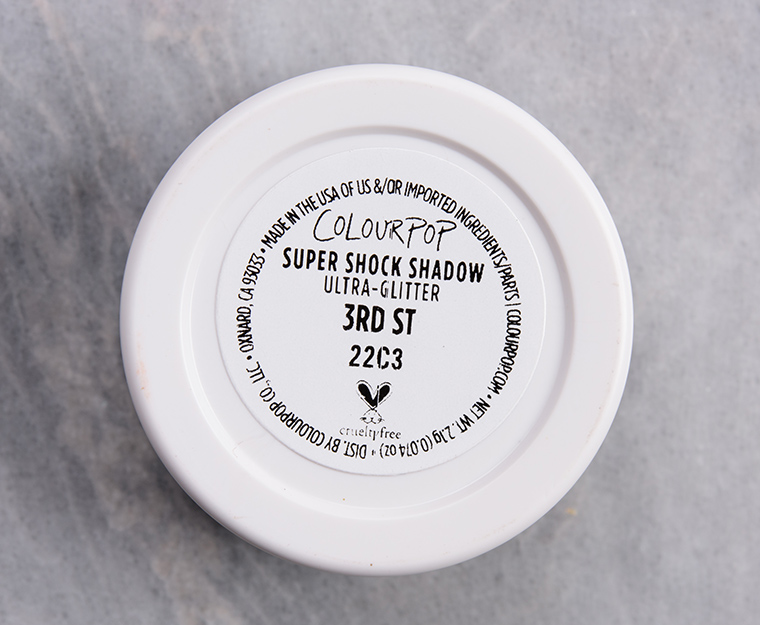 COLOURPOP
SUPER SHOCK SHADOW
ULTRA-GLITTER
3RD ST
22C3
crueltyfree
MADE IN THE USA OF US &/OR IMPORTED INGREDIENTS/PARTS | COLOURPOP.COM • NET WT. 2.1g (0.074 oz) • DIST. BY COLOURPOP CO., LLC. • OXNARD, CA 93033 •